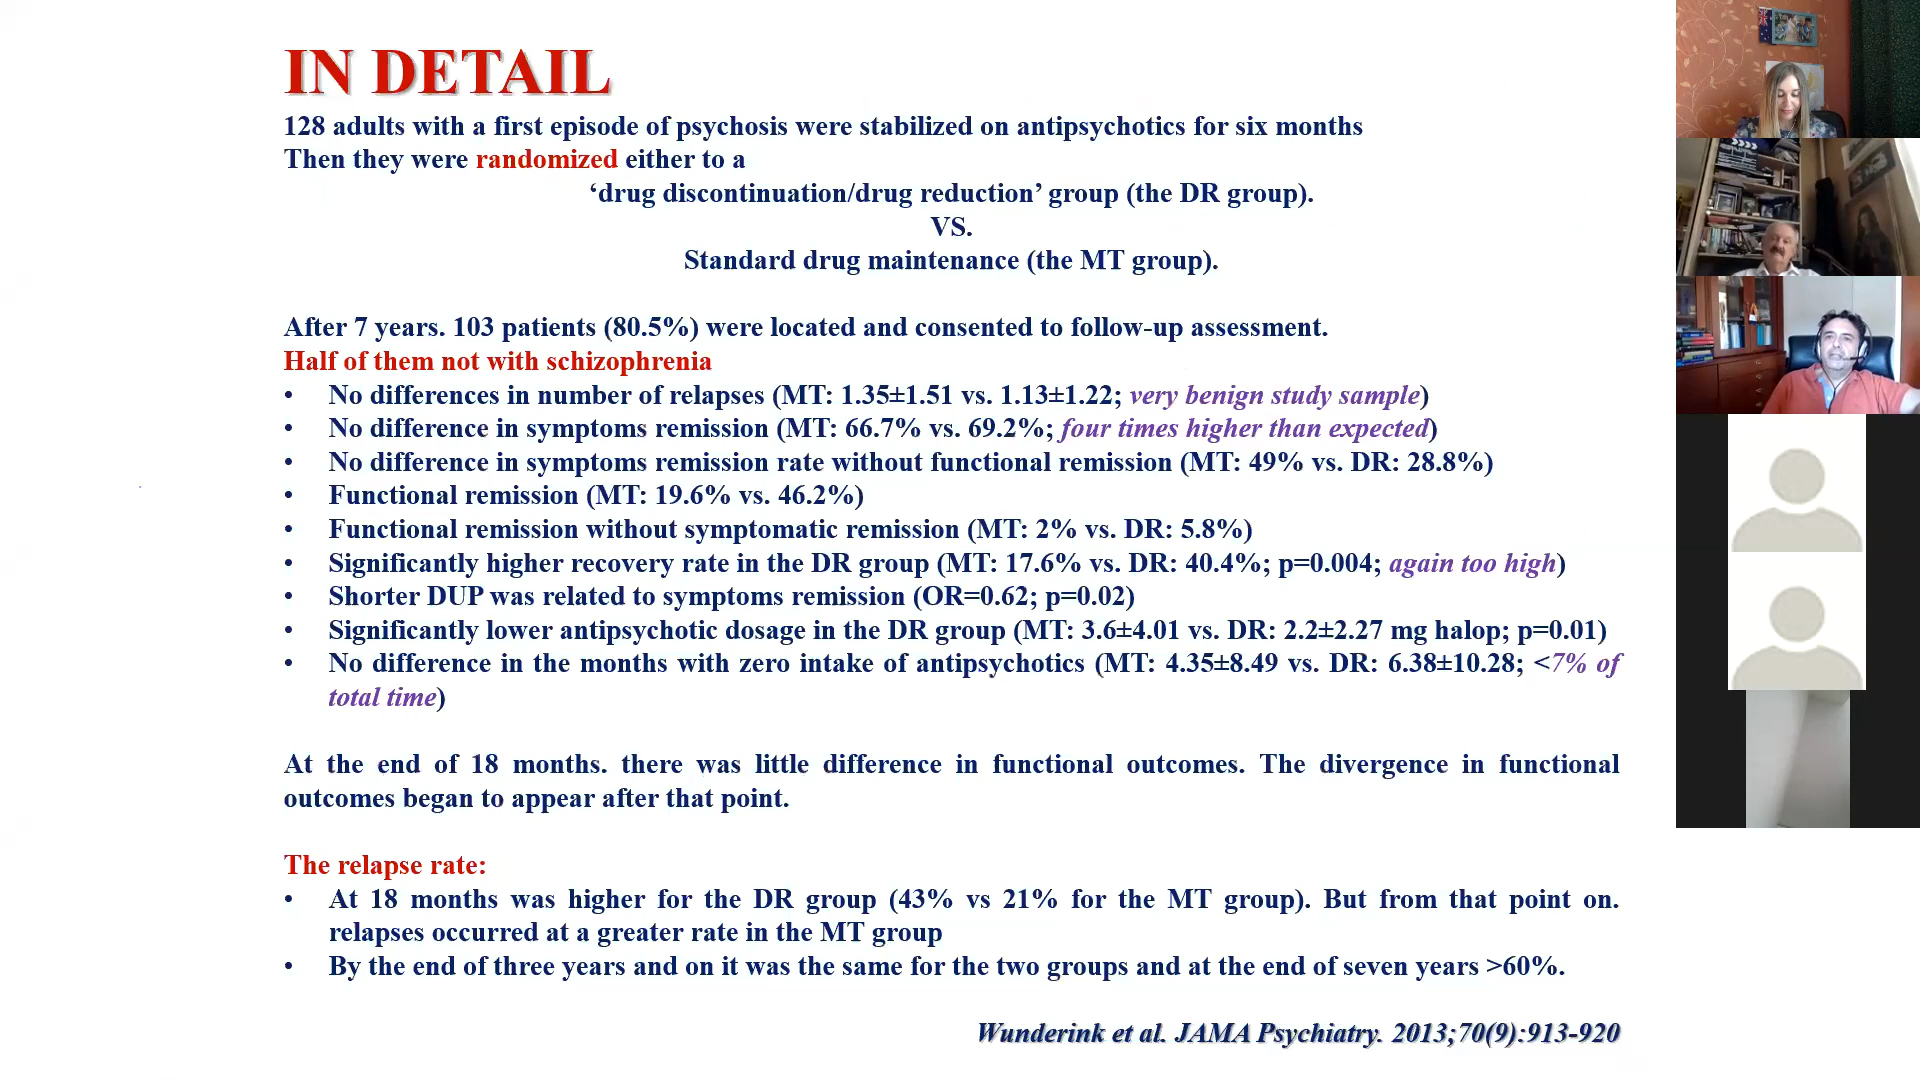 IN DETAIL
128 adults with a first episode of psychosis were stabilized on antipsychotics for six months
Then they were randomized either to a
‘drug discontinuation/drug reduction’ group (the DR group).
VS.
Standard drug maintenance (the MT group).
After 7 years. 103 patients (80.5%) were located and consented to follow-up assessment.
Half of them not with schizophrenia
• No differences in number of relapses (MT: 1.35±1.51 vs. 1.13±1.22; very benign study sample)
• No difference in symptoms remission (MT: 66.7% vs. 69.2%; four times higher than expected)
• No difference in symptoms remission rate without functional remission (MT: 49% vs. DR: 28.8%)
• Functional remission (MT: 19.6% vs. 46.2%)
• Functional remission without symptomatic remission (MT: 2% vs. DR: 5.8%)
• Significantly higher recovery rate in the DR group (MT: 17.6% vs. DR: 40.4%; p=0.004; again too high)
• Shorter DUP was related to symptoms remission (OR=0.62; p=0.02)
• Significantly lower antipsychotic dosage in the DR group (MT: 3.6±4.01 vs. DR: 2.2±2.27 mg halop; p=0.01)
• No difference in the months with zero intake of antipsychotics (MT: 4.35±8.49 vs. DR: 6.38±10.28; <7% of
total time)
At the end of 18 months. there was little difference in functional outcomes. The divergence in functional
outcomes began to appear after that point.
The relapse rate:
• At 18 months was higher for the DR group (43% vs 21% for the MT group). But from that point on.
relapses occurred at a greater rate in the MT group
• By the end of three years and on it was the same for the two groups and at the end of seven years >60%.
Wunderink et al. JAMA Psychiatry. 2013;70(9):913-920